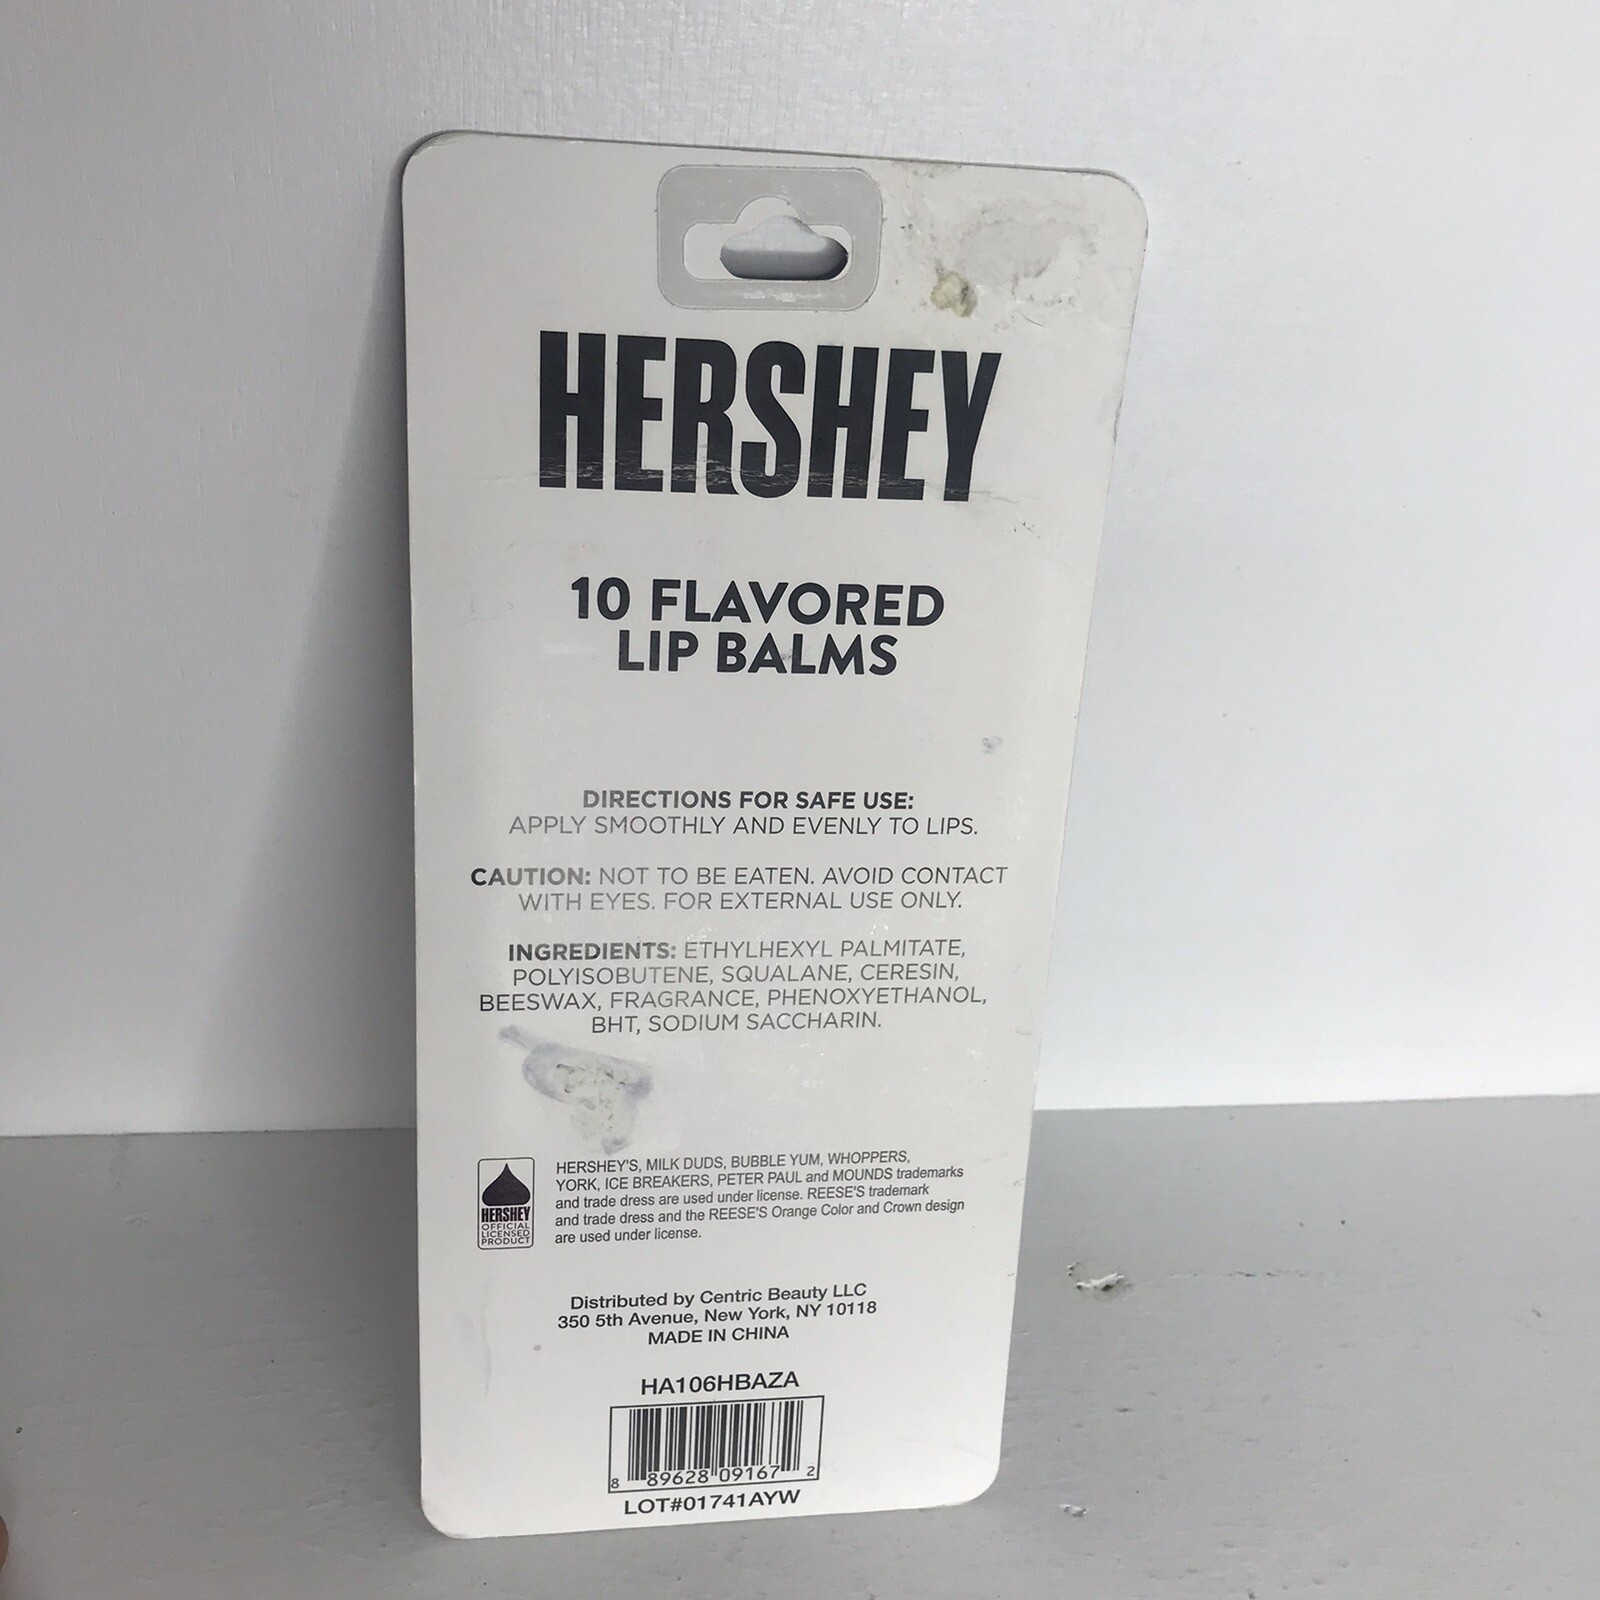 HERSHEY
10 FLAVORED
LIP BALMS
DIRECTIONS FOR SAFE USE:
APPLY SMOOTHLY AND EVENLY TO LIPS.
CAUTION: NOT TO BE EATEN. AVOID CONTACT
WITH EYES. FOR EXTERNAL USE ONLY.
INGREDIENTS: ETHYLHEXYL PALMITATE,
POLYISOBUTENE, SQUALANE, CERESIN,
BEESWAX, FRAGRANCE, PHENOXYETHANOL,
BHT, SODIUM SACCHARIN.
HERSHEY
OFFICIAL
LICENSED
PRODUCT
HERSHEY'S, MILK DUDS, BUBBLE YUM, WHOPPERS,
YORK, ICE BREAKERS, PETER PAUL and MOUNDS trademarks
and trade dress are used under license. REESE'S trademark
and trade dress and the REESE'S Orange Color and Crown design
are used under license.
Distributed by Centric Beauty LLC
350 5th Avenue, New York, NY 10118
MADE IN CHINA
HA106HBAZA
8 89628 09167 2
LOT#01741AYW